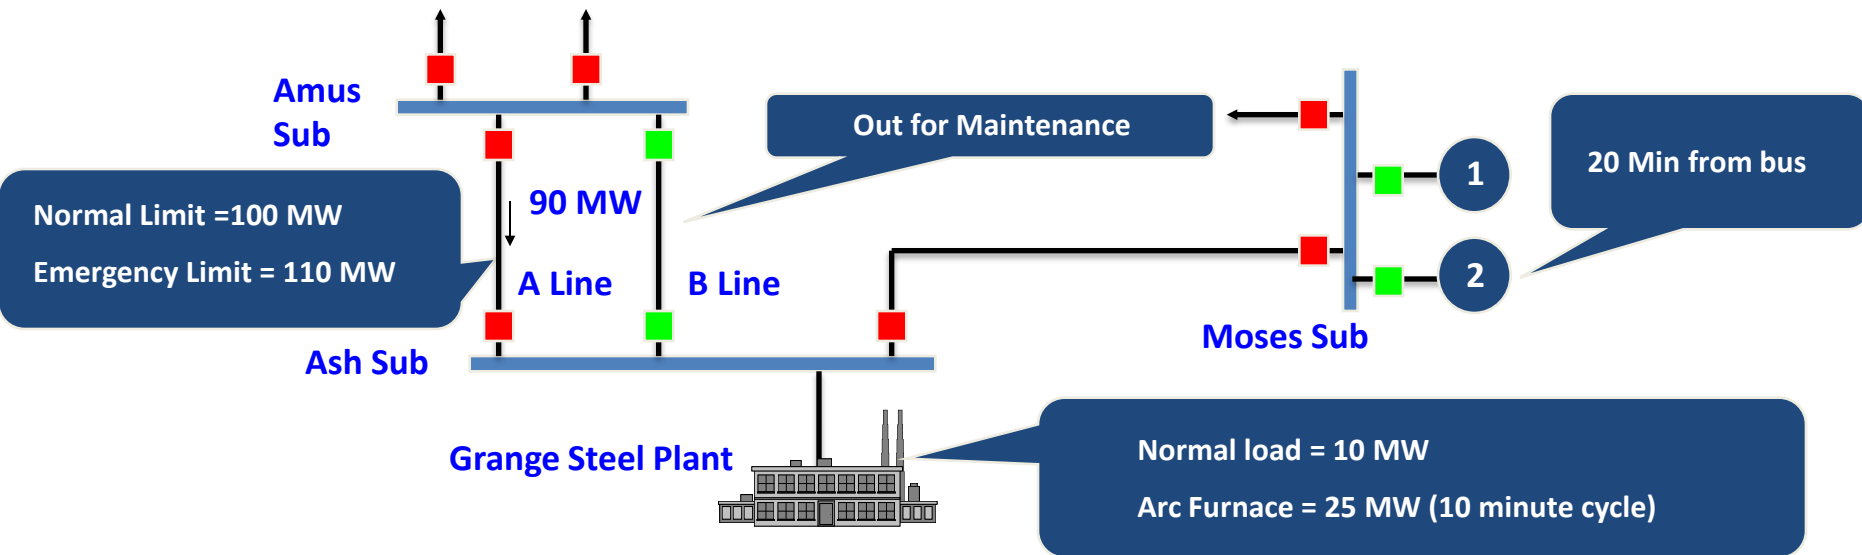 Amus
Sub
Out for Maintenance
1
20 Min from bus
Normal Limit =100 MW
Emergency Limit = 110 MW
90 MW
A Line
B Line
2
Moses Sub
Ash Sub
Grange Steel Plant
Normal load = 10 MW
Arc Furnace = 25 MW (10 minute cycle)